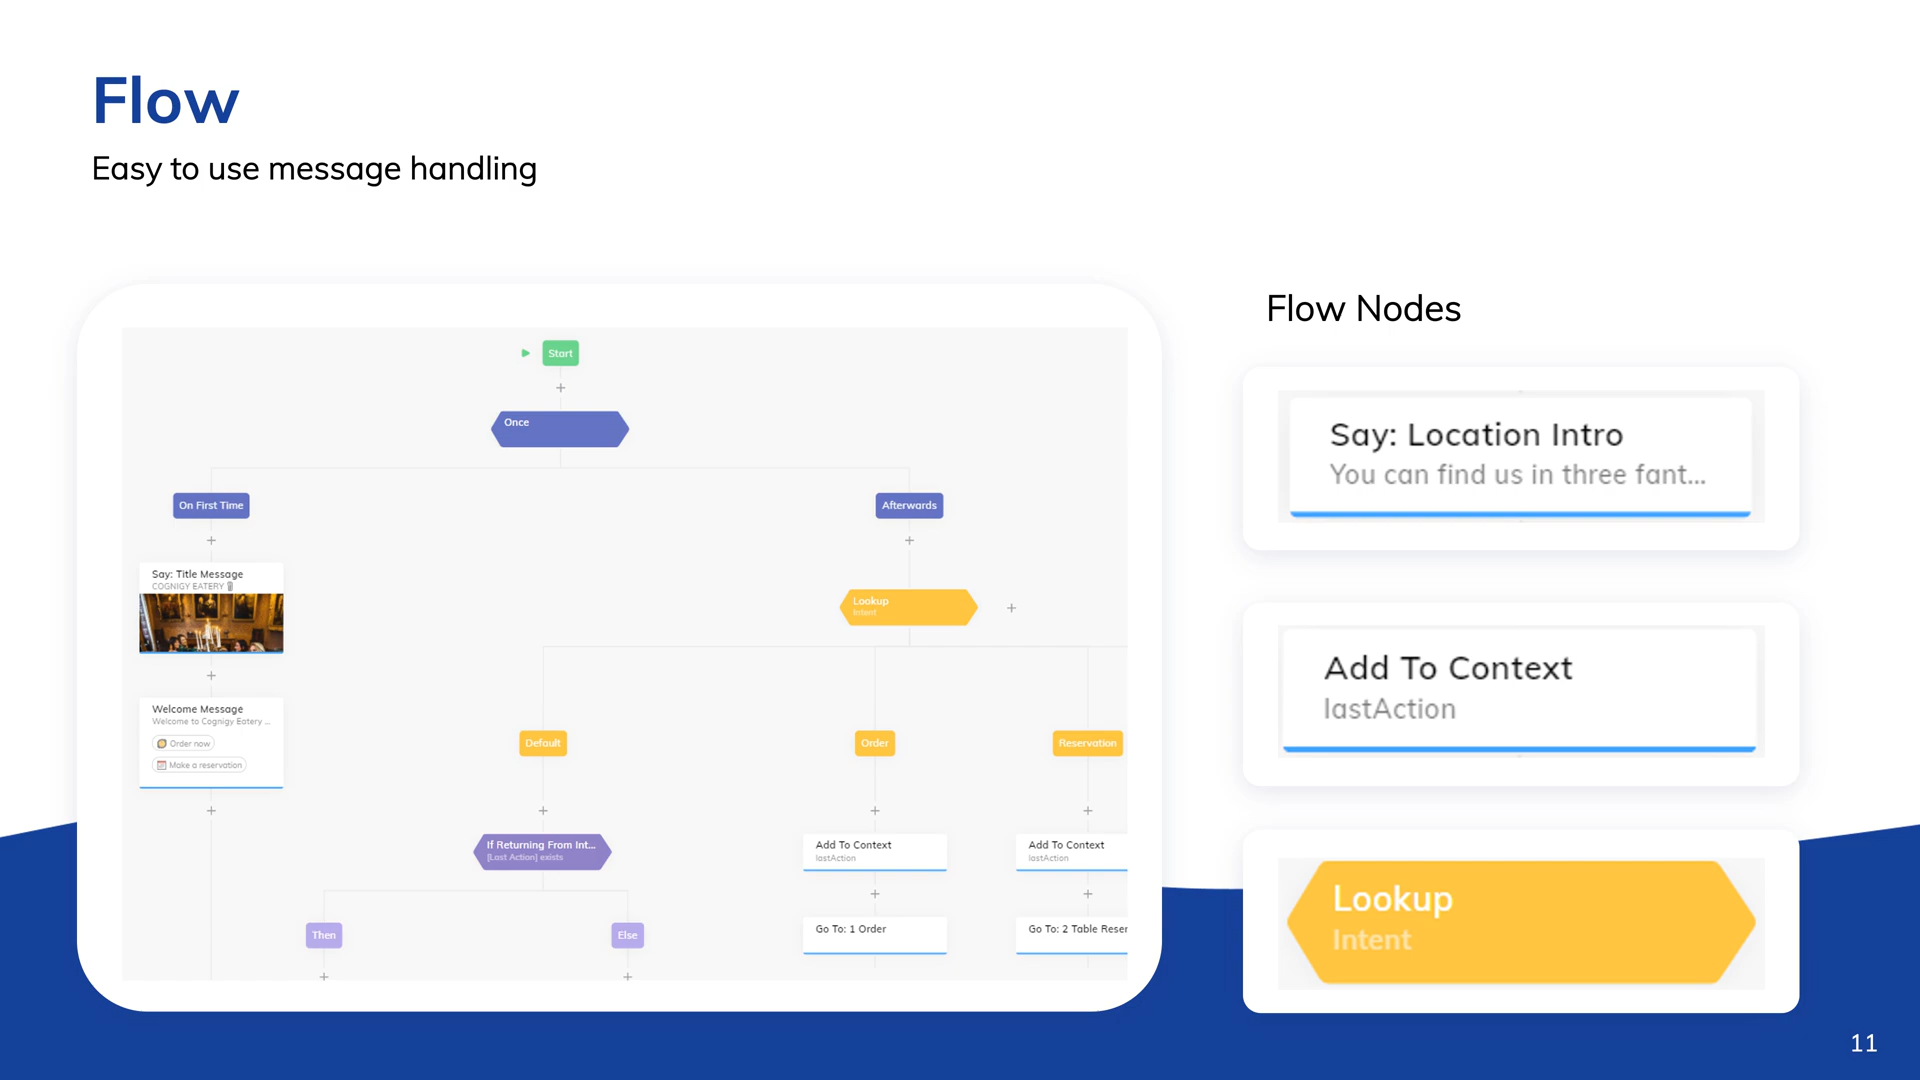 Flow
Easy to use message handling
Start
Once
On First Time
Afterwards
Say: Title Message
COGNIGY EATERY
Lookup
Intent
Welcome Message
Welcome to Cognigy Eatery ...
Order now
Make a reservation
Default
Order
Reservation
If Returning From Int...
[Last Action] exists
Add To Context
lastAction
Add To Context
lastAction
Then
Else
Go To: 1 Order
Go To: 2 Table Reser
Flow Nodes
Say: Location Intro
You can find us in three fant...
Add To Context
lastAction
Lookup
Intent
11